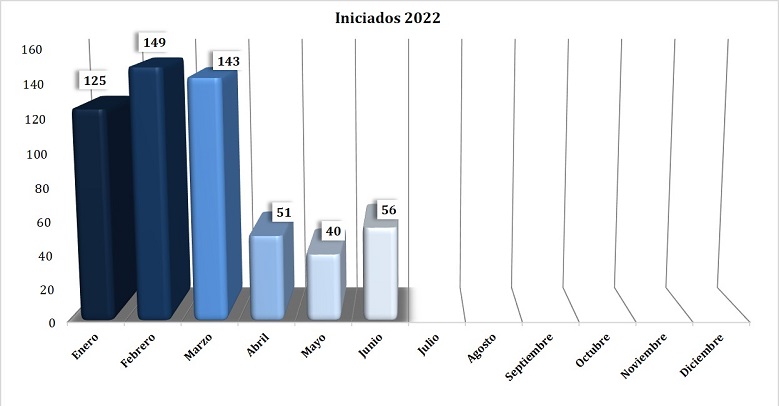 Iniciados 2022
160
140
120
100
80
60
40
20
0
125
149
143
51
40
56
Enero
Febrero
Marzo
Abril
Mayo
Junio
Julio
Agosto
Septiembre
Octubre
Noviembre
Diciembre